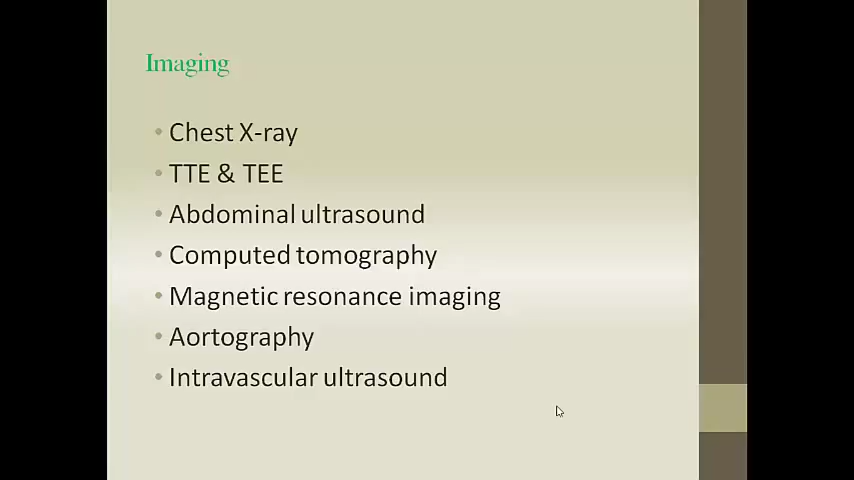 Imaging
• Chest X-ray
• TTE & TEE
• Abdominal ultrasound
• Computed tomography
• Magnetic resonance imaging
• Aortography
• Intravascular ultrasound